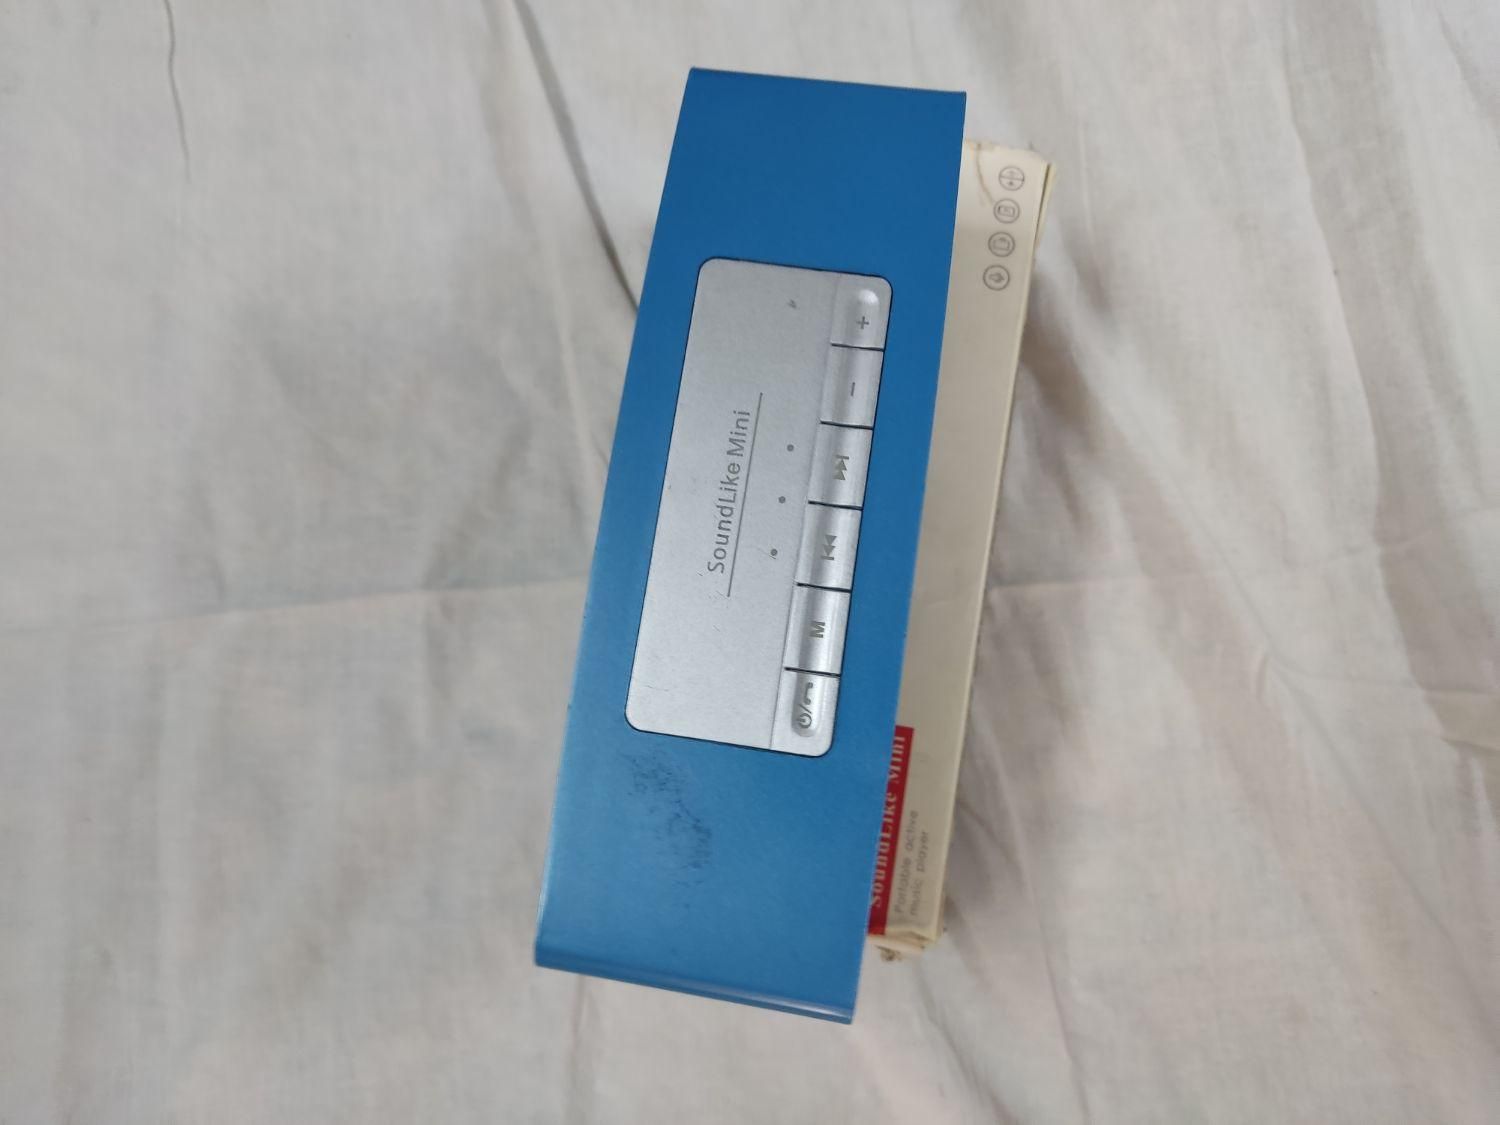 SoundLike Mini
+
-
M
SoundLike Mini
Portable active
music player